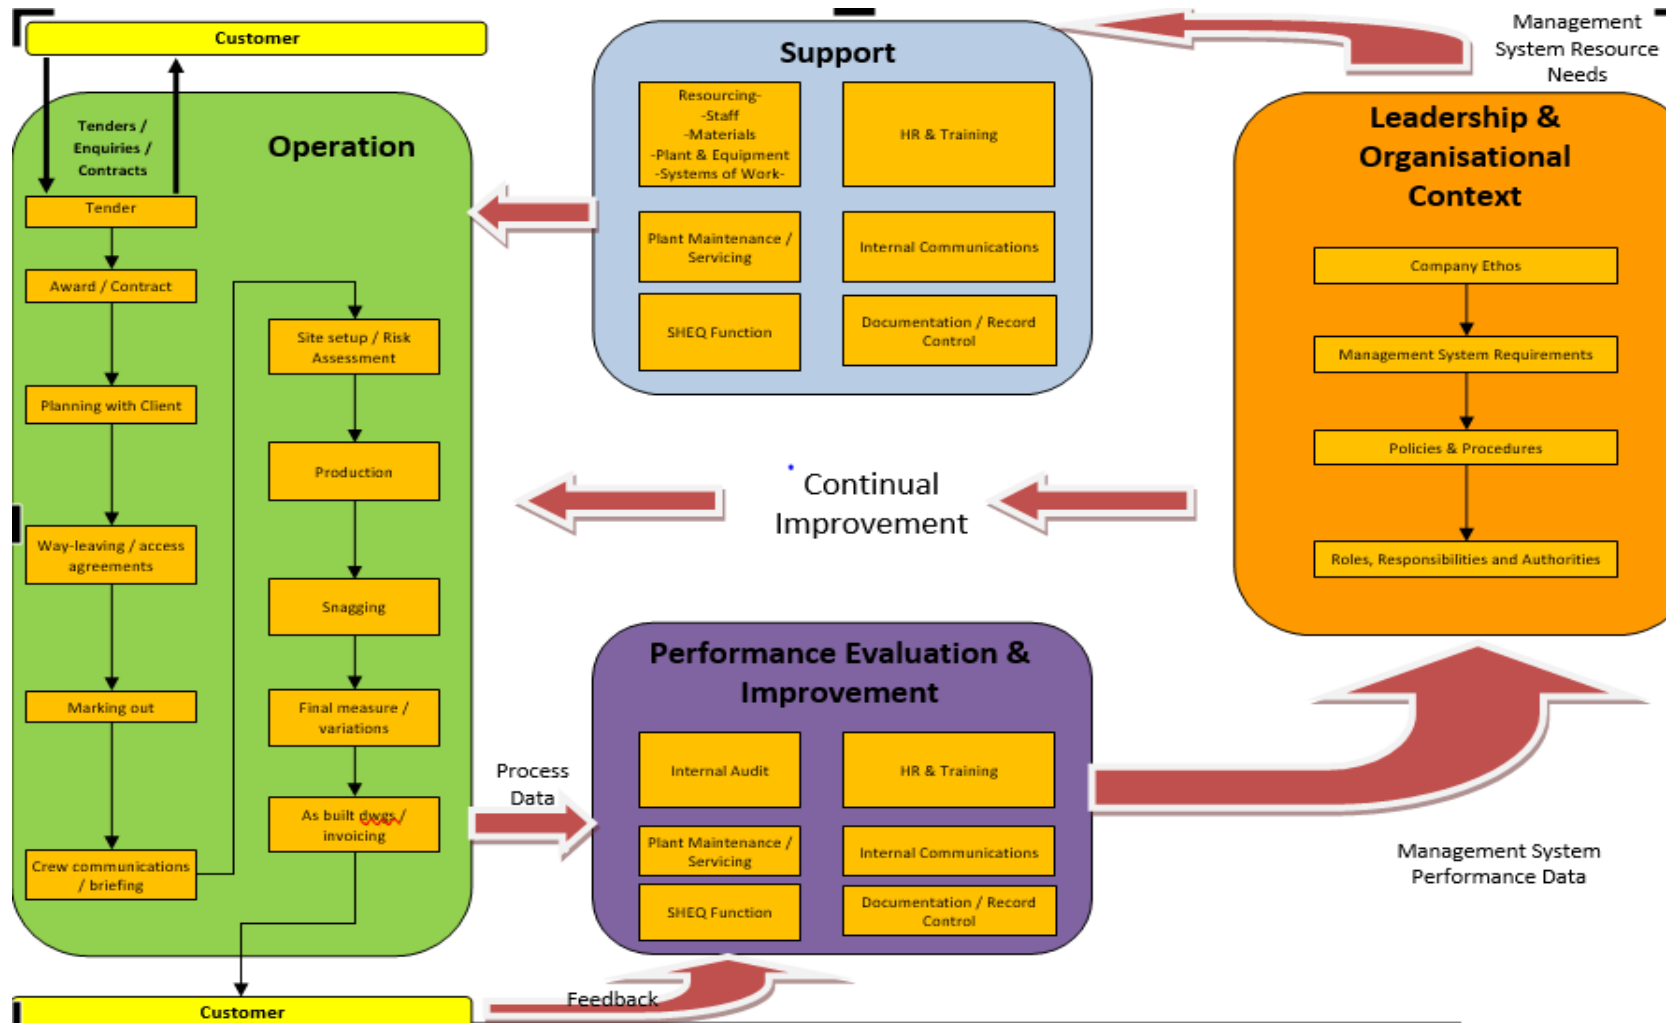 Customer
Tenders /
Enquiries /
Contracts
Operation
Tender
Award / Contract
Planning with Client
Way-leaving / access
agreements
Marking out
Crew communications
/ briefing
Site setup / Risk
Assessment
Production
Snagging
Final measure /
variations
As built dwgs /
invoicing
Customer
Support
Resourcing-
-Staff
-Materials
-Plant & Equipment
-Systems of Work-
HR & Training
Plant Maintenance /
Servicing
Internal Communications
SHEQ Function
Documentation / Record
Control
Continual
Improvement
Process
Data
Performance Evaluation &
Improvement
Internal Audit
HR & Training
Plant Maintenance /
Servicing
Internal Communications
SHEQ Function
Documentation / Record
Control
Feedback
Management
System Resource
Needs
Leadership &
Organisational
Context
Company Ethos
Management System Requirements
Policies & Procedures
Roles, Responsibilities and Authorities
Management System
Performance Data